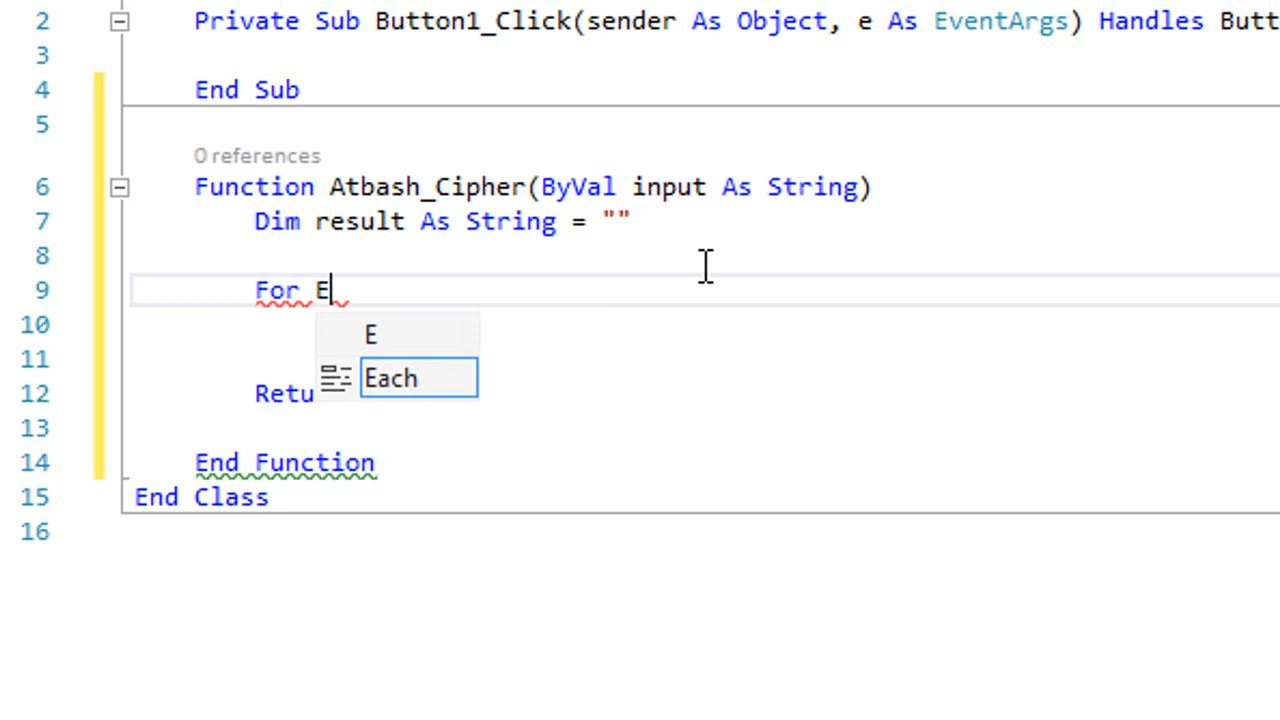 2 Private Sub Button1_Click(sender As Object, e As EventArgs) Handles Butt
3
4 End Sub
5
0 references
6 Function Atbash_Cipher(ByVal input As String)
7 Dim result As String = ""
8
9 For E
10 E
11 Each
12 Retu
13
14 End Function
15 End Class
16